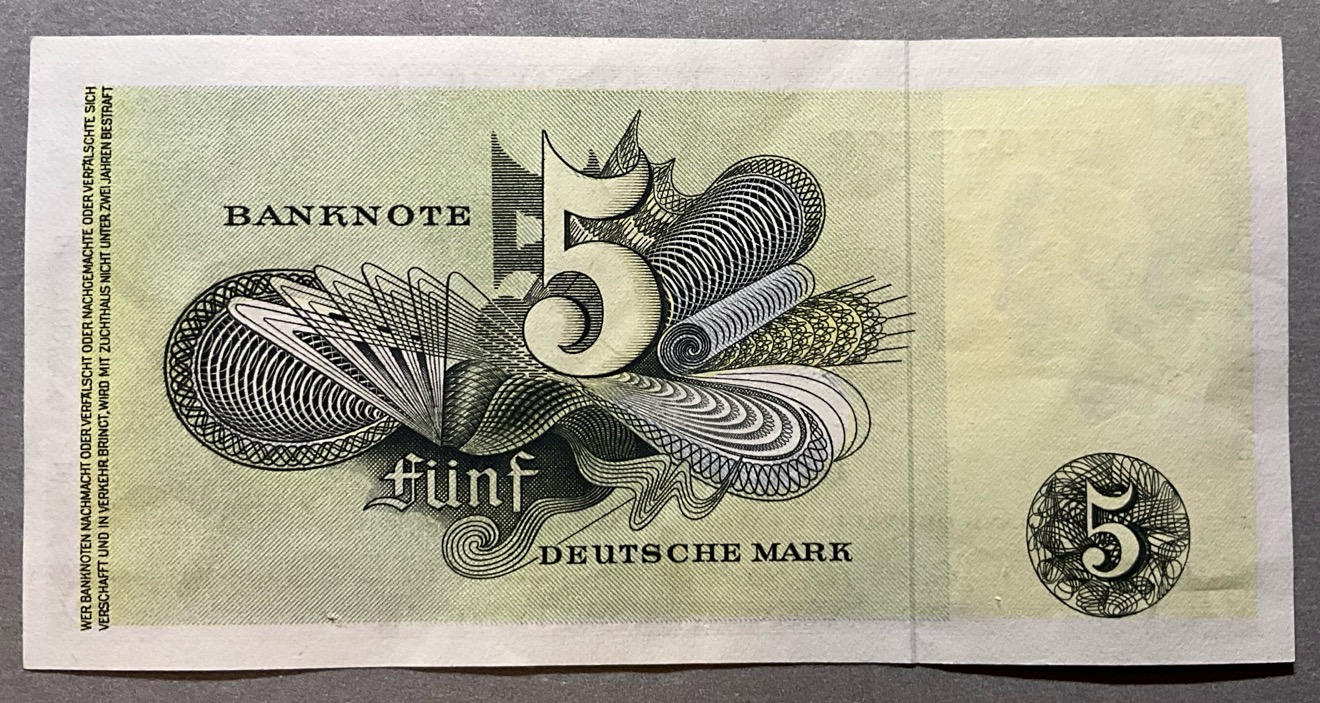 WER BANKNOTEN NACHMACHT ODER VERFÄLSCHT ODER NACHGEMACHTE ODER VERFÄLSCHTE SICH
VERSCHAFFT UND IN VERKEHR BRINGT, WIRD MIT ZUCHTHAUS NICHT UNTER ZWEI JAHREN BESTRAFT
BANKNOTE
5
fünf
DEUTSCHE MARK
5